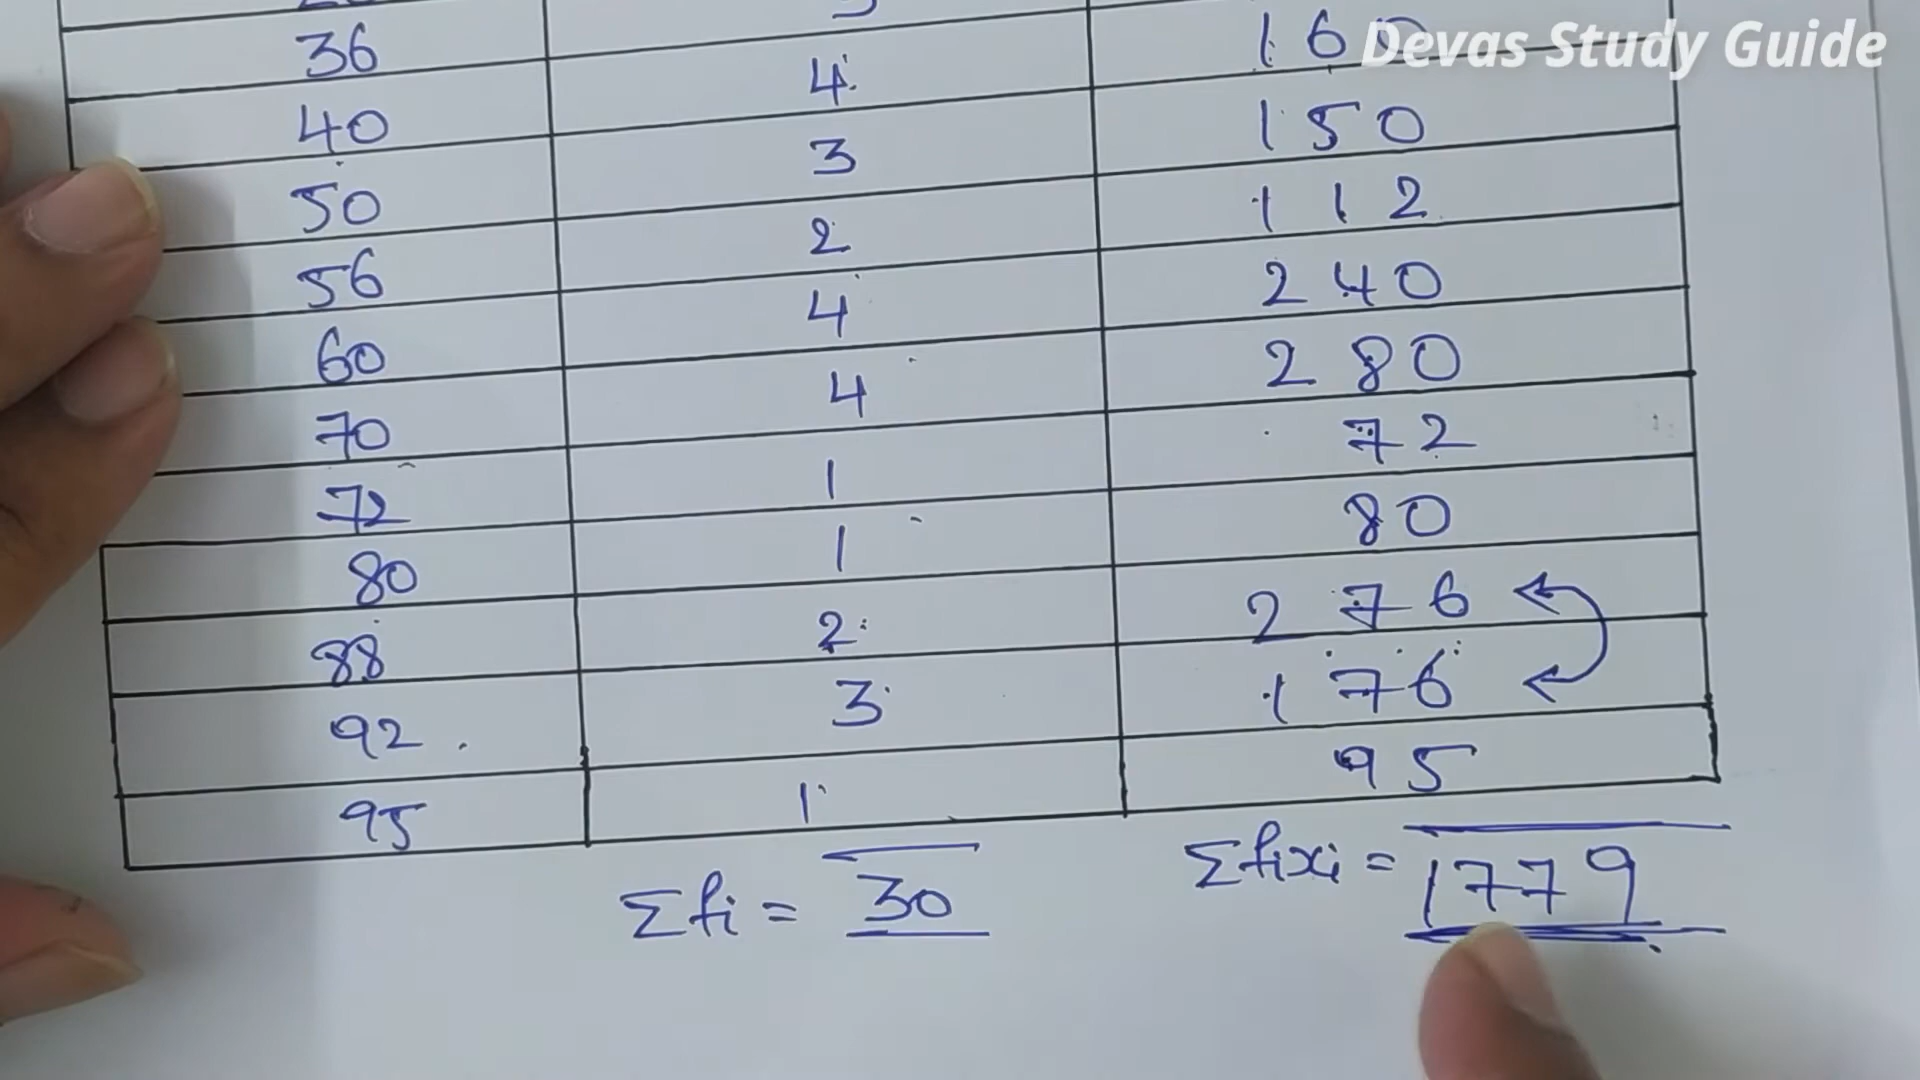 Devas Study Guide
36 160
40 4 150
50 3 112
56 2 240
60 4 280
70 4 72
72 1 80
80 1 276
88 2 176
92 3 95
95 1
Σfi = 30 Σfixi = 1779